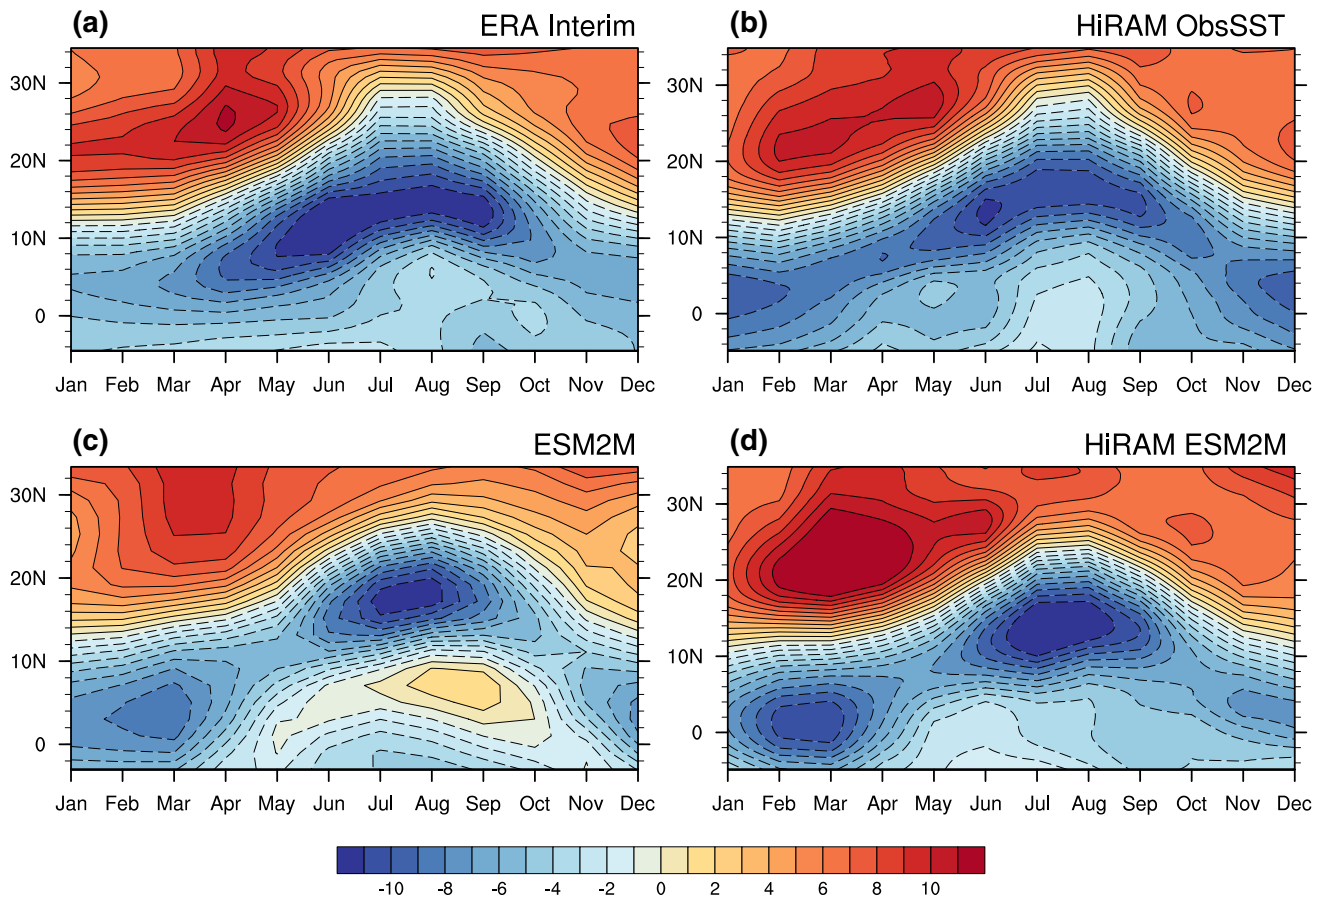 (a) ERA Interim (b) HiRAM ObsSST
30N 30N
20N 20N
10N 10N
0 0
Jan Feb Mar Apr May Jun Jul Aug Sep Oct Nov Dec Jan Feb Mar Apr May Jun Jul Aug Sep Oct Nov Dec
(c) ESM2M (d) HiRAM ESM2M
30N 30N
20N 20N
10N 10N
0 0
Jan Feb Mar Apr May Jun Jul Aug Sep Oct Nov Dec Jan Feb Mar Apr May Jun Jul Aug Sep Oct Nov Dec
-10 -8 -6 -4 -2 0 2 4 6 8 10